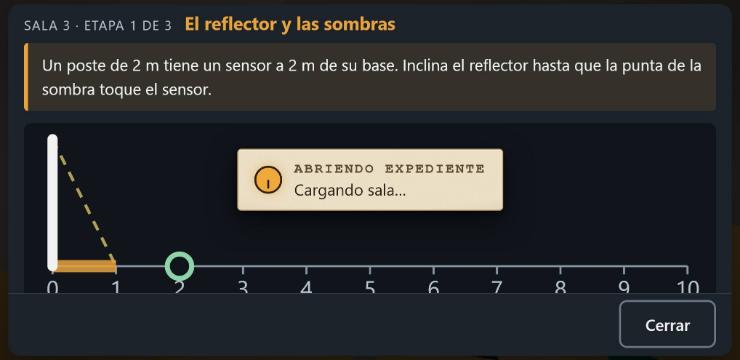 SALA 3 · ETAPA 1 DE 3 El reflector y las sombras
Un poste de 2 m tiene un sensor a 2 m de su base. Inclina el reflector hasta que la punta de la
sombra toque el sensor.
ABRIENDO EXPEDIENTE
Cargando sala...
0 1 2 3 4 5 6 7 8 9 10
Cerrar